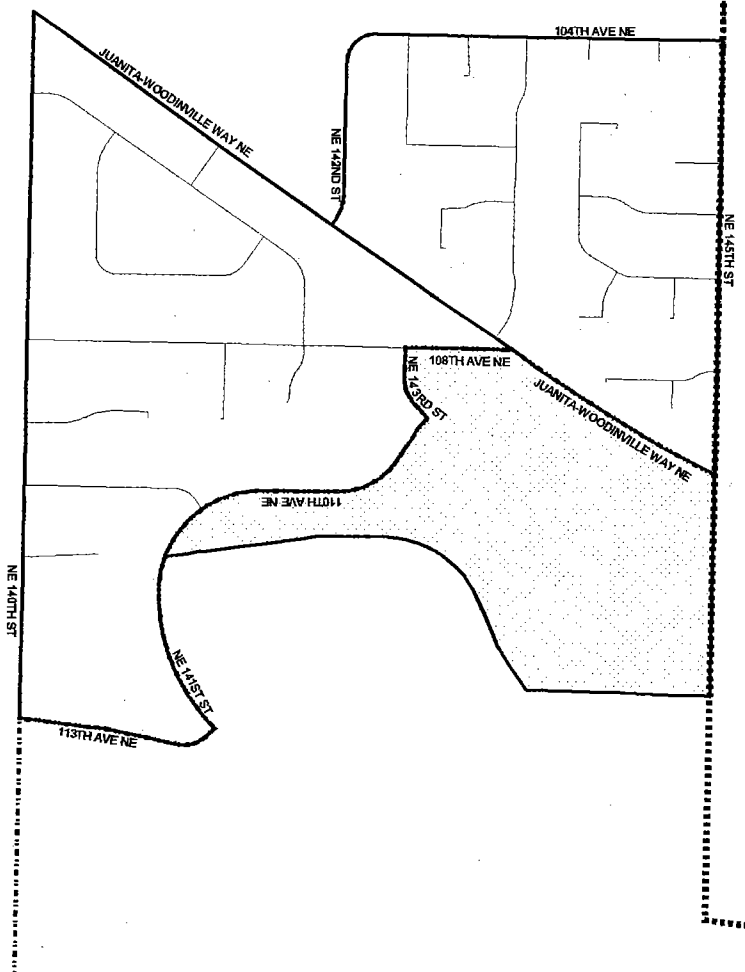 104TH AVE NE
JUANITA-WOODINVILLE WAY NE
NE 142ND ST
NE 145TH ST
108TH AVE NE
NE 143RD ST
JUANITA-WOODINVILLE WAY NE
110TH AVE NE
NE 140TH ST
NE 141ST ST
113TH AVE NE